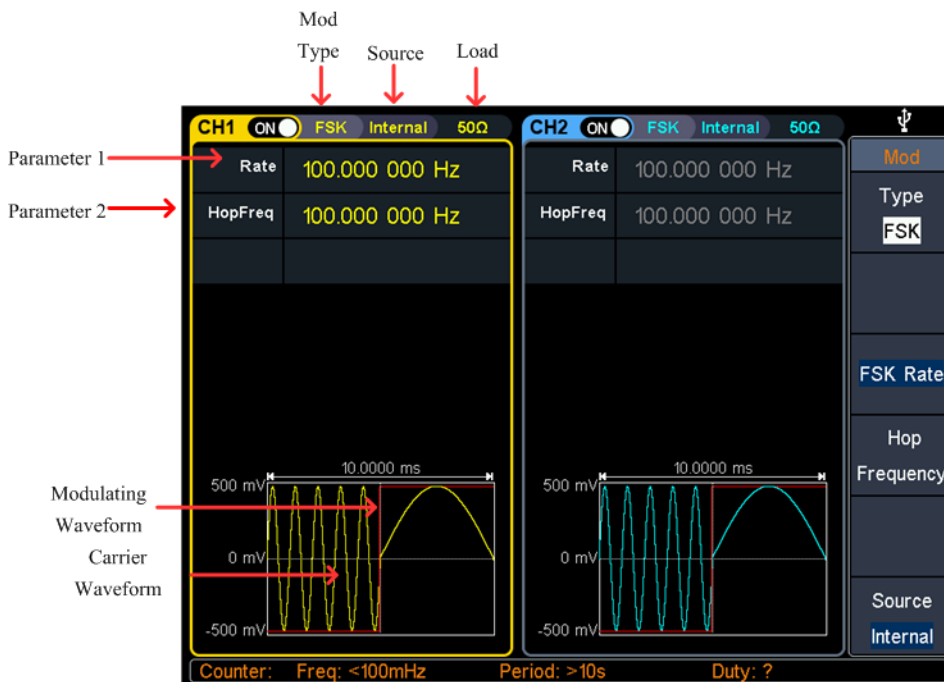 Mod
Type
Source
Load
Parameter 1
Parameter 2
CH1 ON FSK Internal 50Ω
Rate 100.000 000 Hz
HopFreq 100.000 000 Hz
10.0000 ms
500 mV
0 mV
-500 mV
Modulating
Waveform
Carrier
Waveform
CH2 ON FSK Internal 50Ω
Rate 100.000 000 Hz
HopFreq 100.000 000 Hz
10.0000 ms
500 mV
0 mV
-500 mV
Mod
Type
FSK
FSK Rate
Hop
Frequency
Source
Internal
Counter: Freq: <100mHz Period: >10s Duty: ?